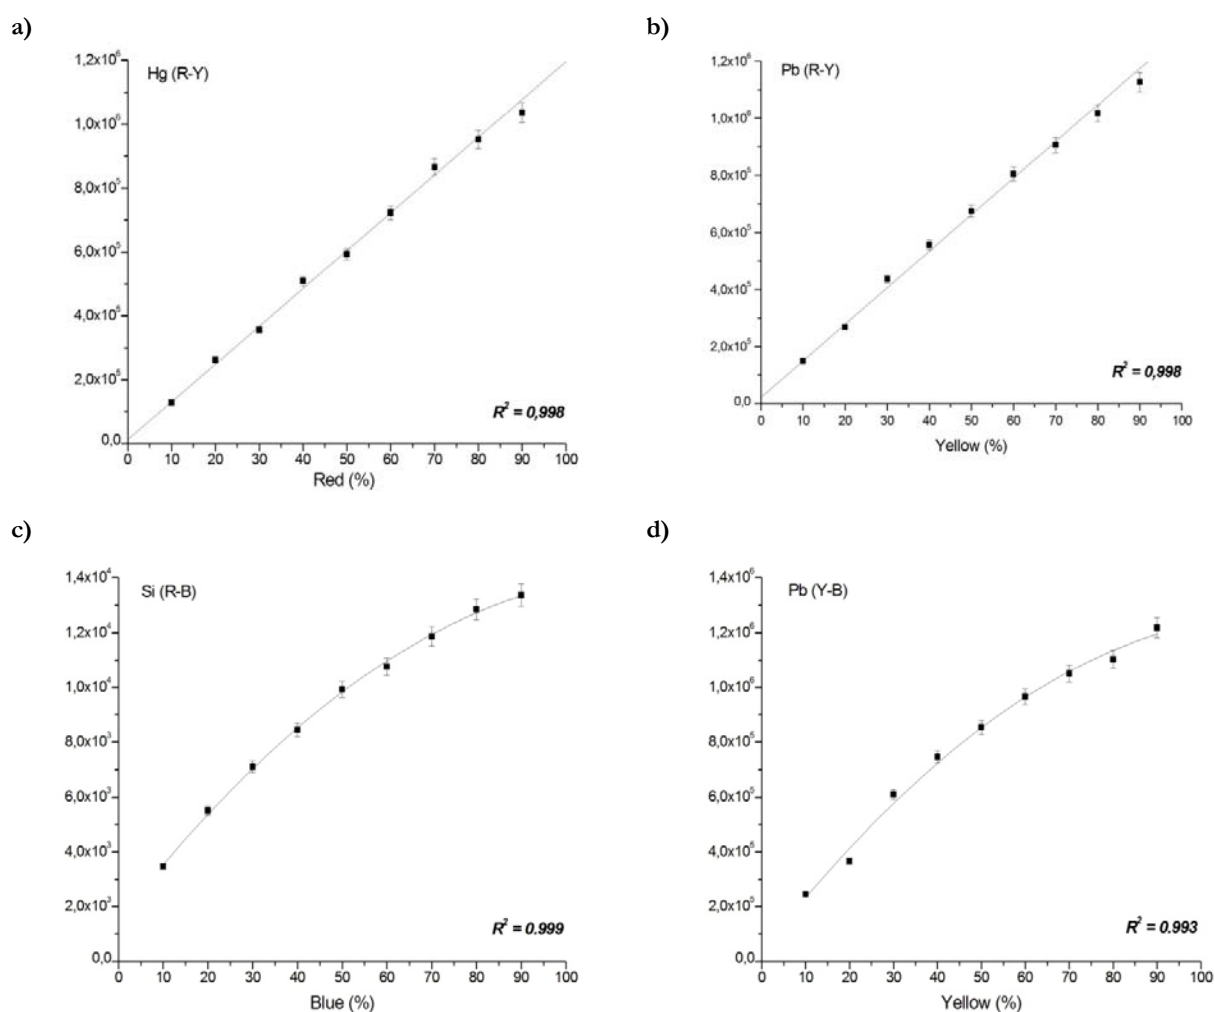 a)
Hg (R-Y)
1,2x10⁶
1,0x10⁶
8,0x10⁵
6,0x10⁵
4,0x10⁵
2,0x10⁵
0,0
0 10 20 30 40 50 60 70 80 90 100
Red (%)
R² = 0,998
b)
Pb (R-Y)
1,2x10⁶
1,0x10⁶
8,0x10⁵
6,0x10⁵
4,0x10⁵
2,0x10⁵
0,0
0 10 20 30 40 50 60 70 80 90 100
Yellow (%)
R² = 0,998
c)
Si (R-B)
1,4x10⁴
1,2x10⁴
1,0x10⁴
8,0x10³
6,0x10³
4,0x10³
2,0x10³
0,0
0 10 20 30 40 50 60 70 80 90 100
Blue (%)
R² = 0.999
d)
Pb (Y-B)
1,4x10⁶
1,2x10⁶
1,0x10⁶
8,0x10⁵
6,0x10⁵
4,0x10⁵
2,0x10⁵
0,0
0 10 20 30 40 50 60 70 80 90 100
Yellow (%)
R² = 0.993